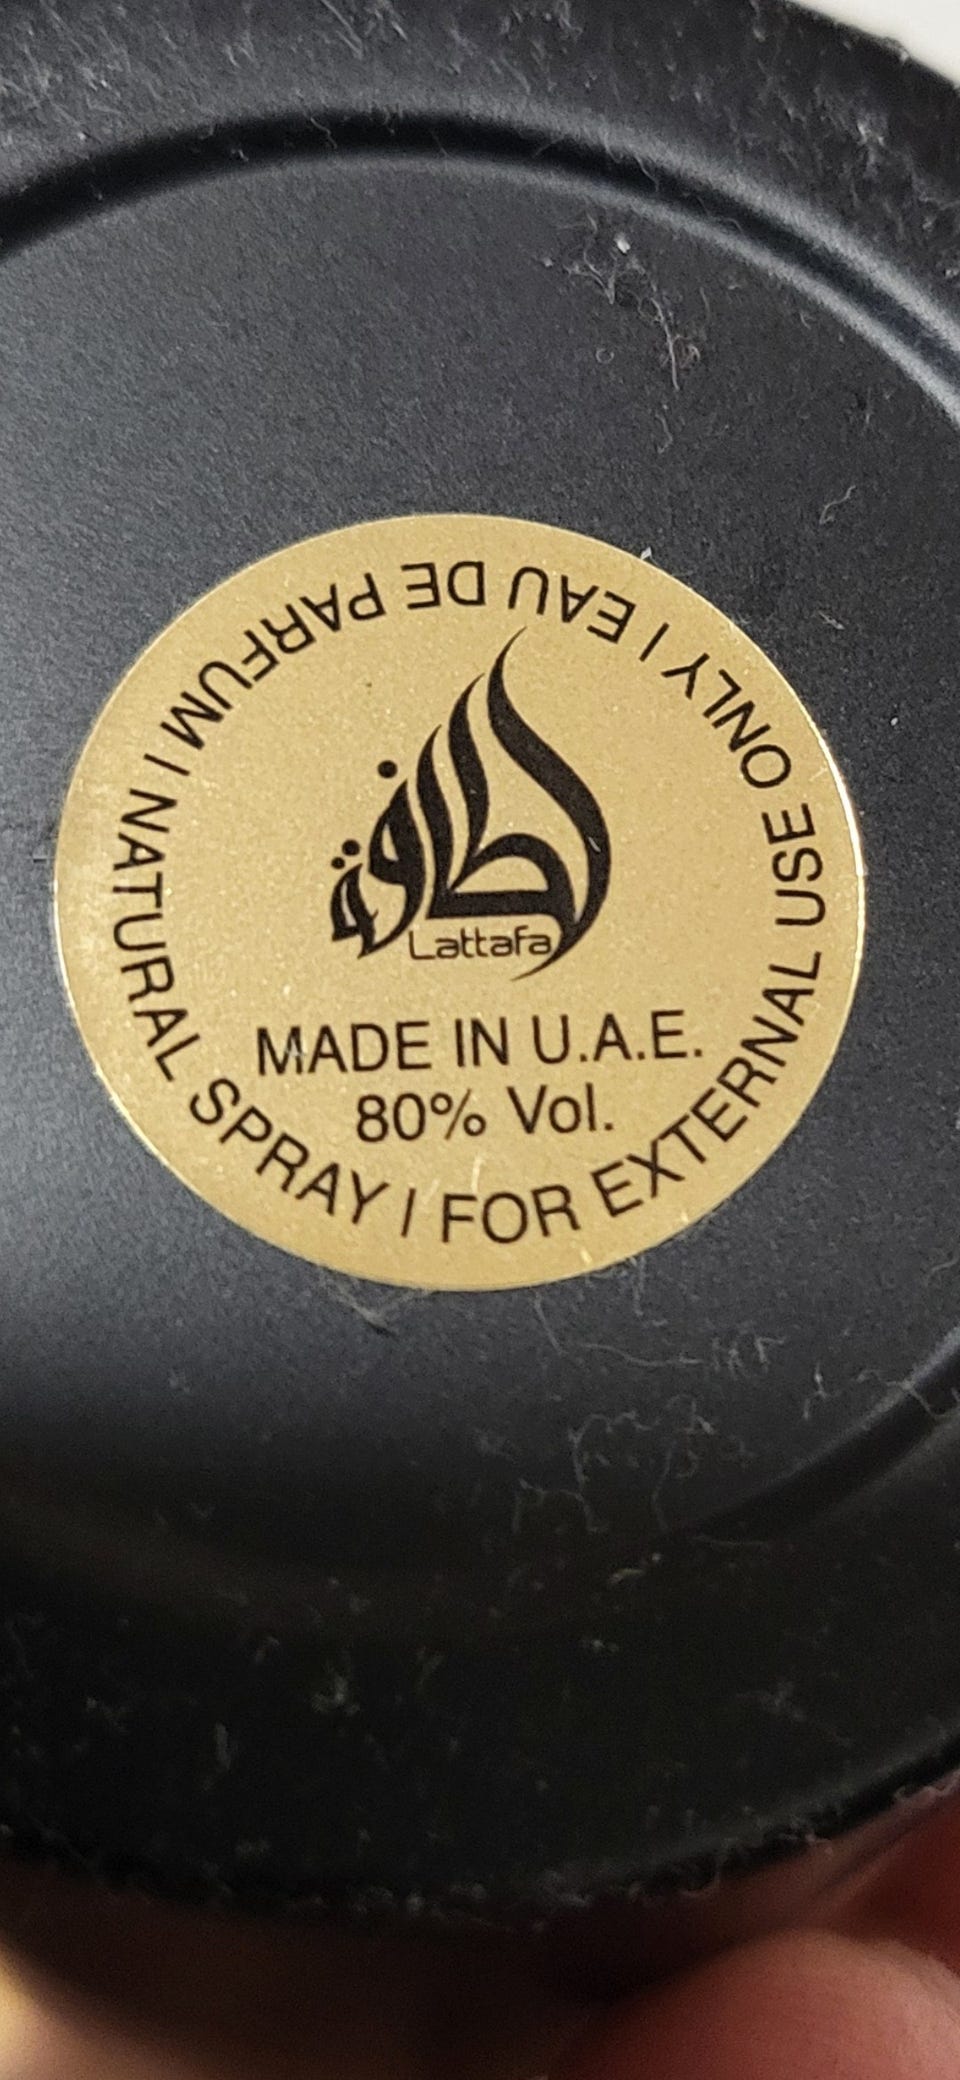 لطافة
Lattafa
MADE IN U.A.E.
80% Vol.
EAU DE PARFUM | NATURAL SPRAY | FOR EXTERNAL USE ONLY |